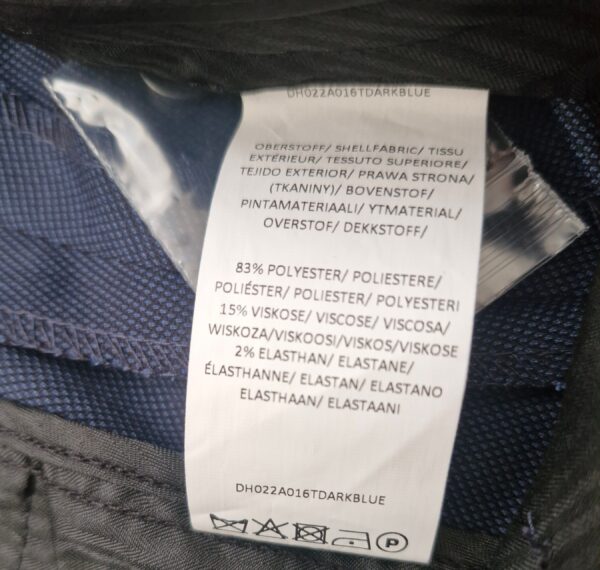 DH022A016TDARKBLUE
OBERSTOFF/ SHELLFABRIC/ TISSU
EXTERIEUR/ TESSUTO SUPERIORE/
TEJIDO EXTERIOR/ PRAWA STRONA/
(TKANINY)/ BOVENSTOF/
PINTAMATERIAALI/ YTMATERIAL/
OVERSTOF/ DEKKSTOFF/
83% POLYESTER/ POLIESTERE/
POLIÉSTER/ POLIESTER/ POLYESTERI
15% VISKOSE/ VISCOSE/ VISCOSA/
WISKOZA/VISKOOSI/VISKOS/VISKOSE
2% ELASTHAN/ ELASTANE/
ÉLASTHANNE/ ELASTAN/ ELASTANO
ELASTHAAN/ ELASTAANI
DH022A016TDARKBLUE
P